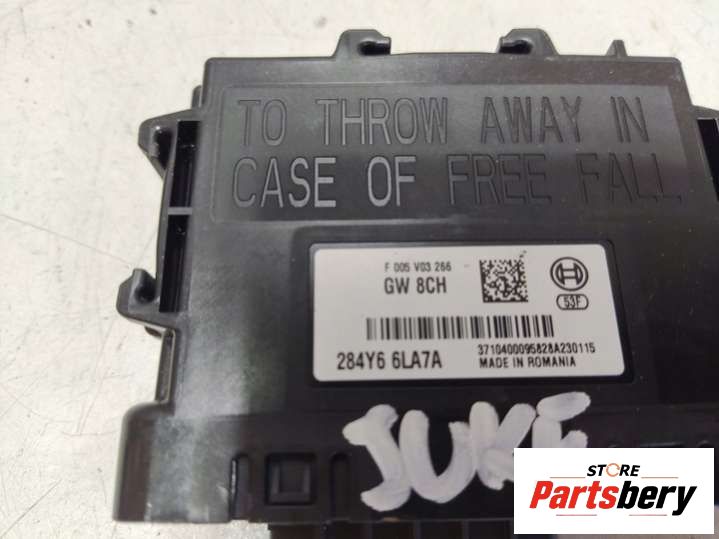 TO THROW AWAY IN
CASE OF FREE FALL
F 005 V03 266
GW 8CH
53F
284Y6 6LA7A
3710400095828A230115
MADE IN ROMANIA
JUKE
STORE
Partsbery